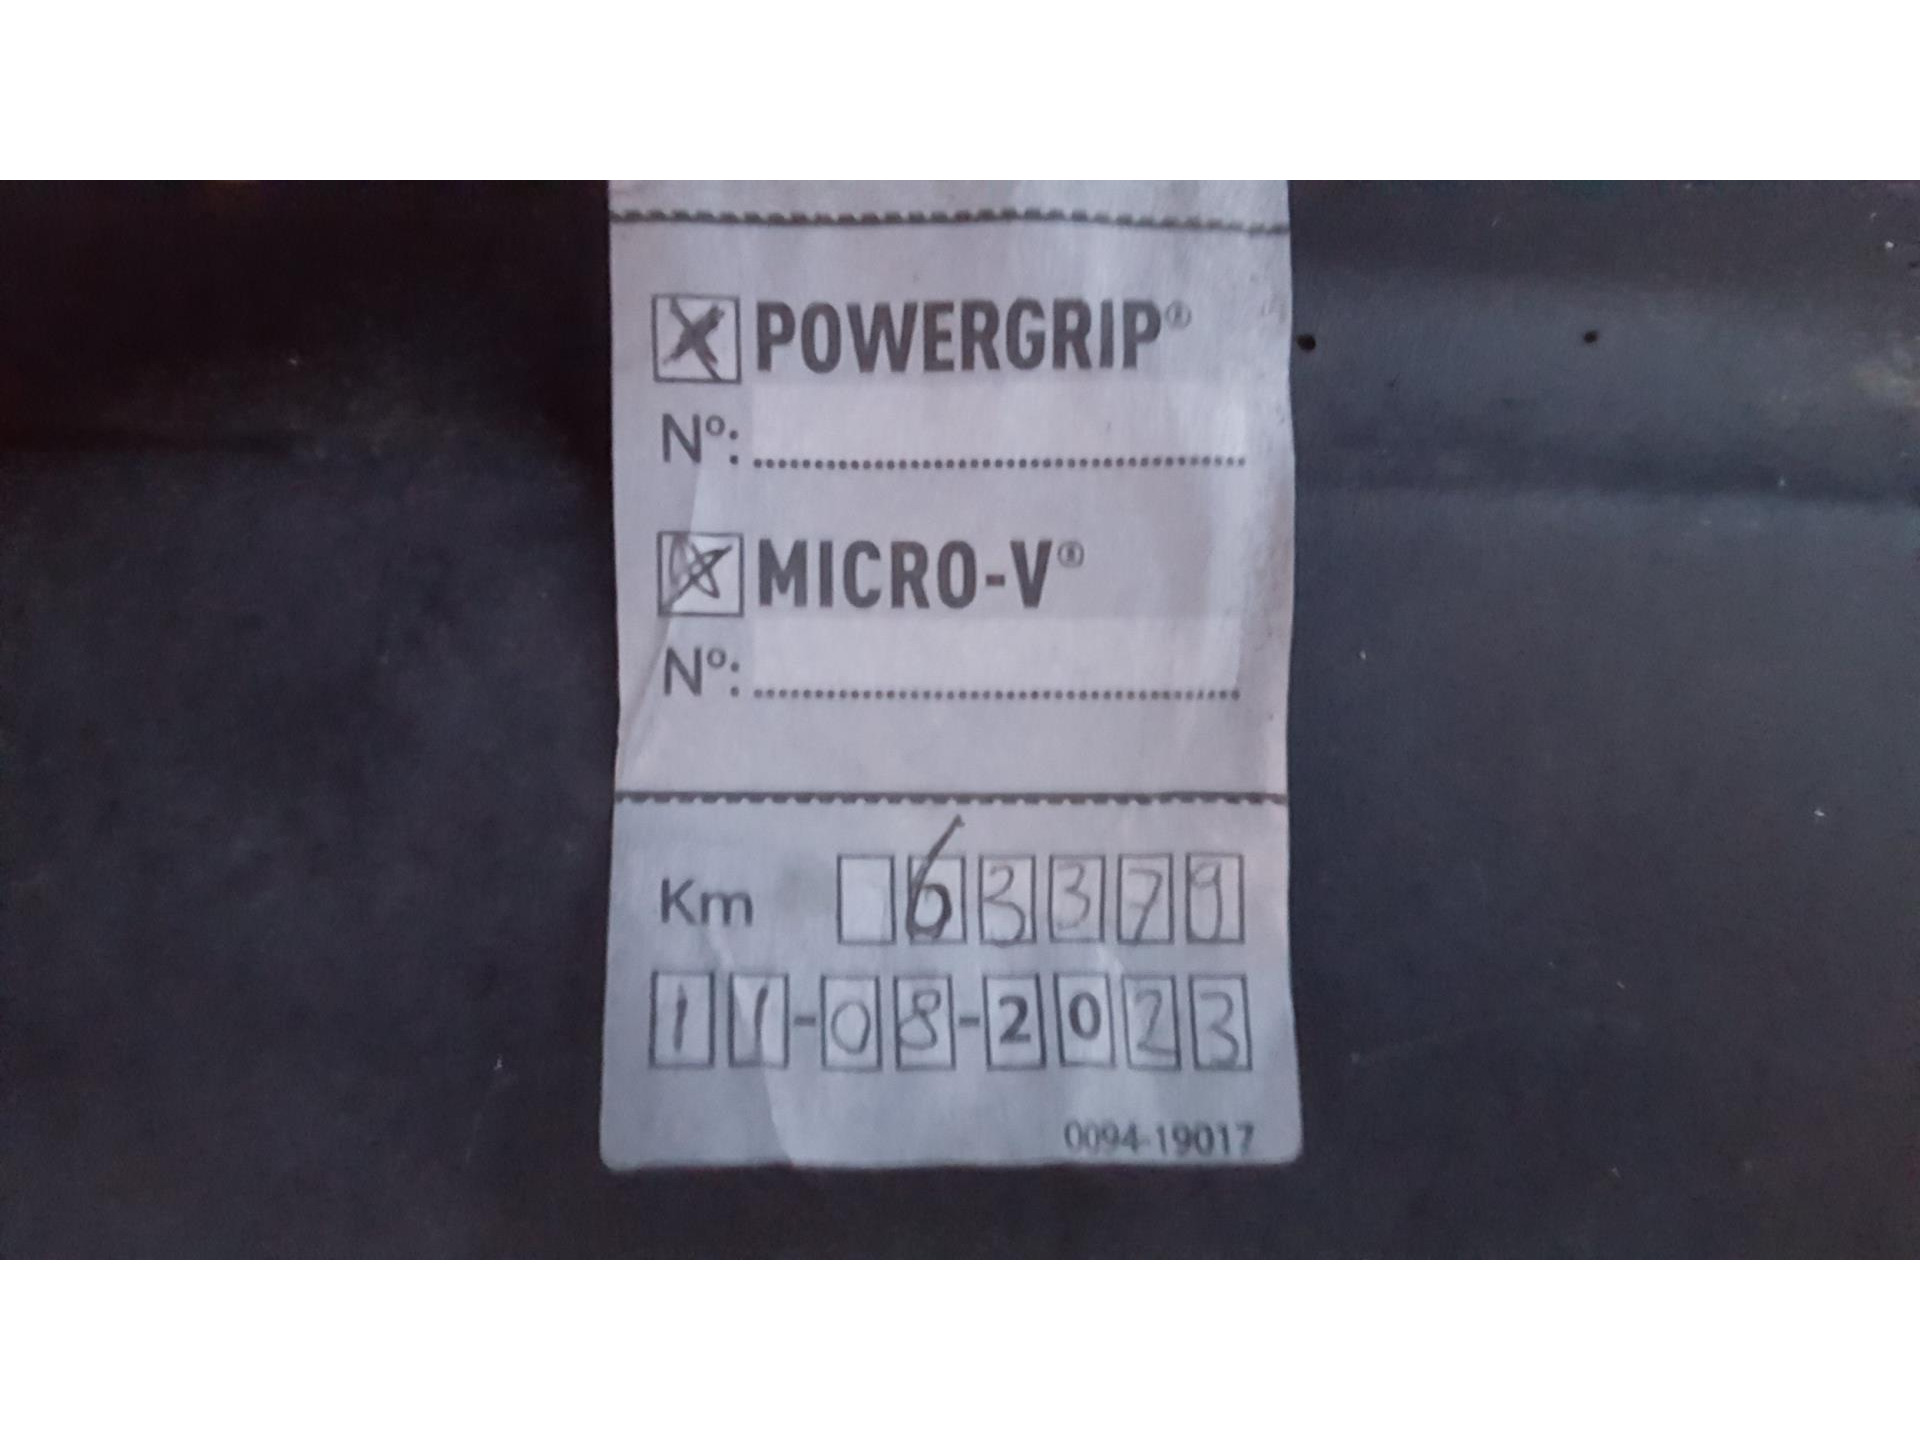 POWERGRIP®
Nº:
MICRO-V®
Nº:
Km 63379
11-08-2023
0094-19017